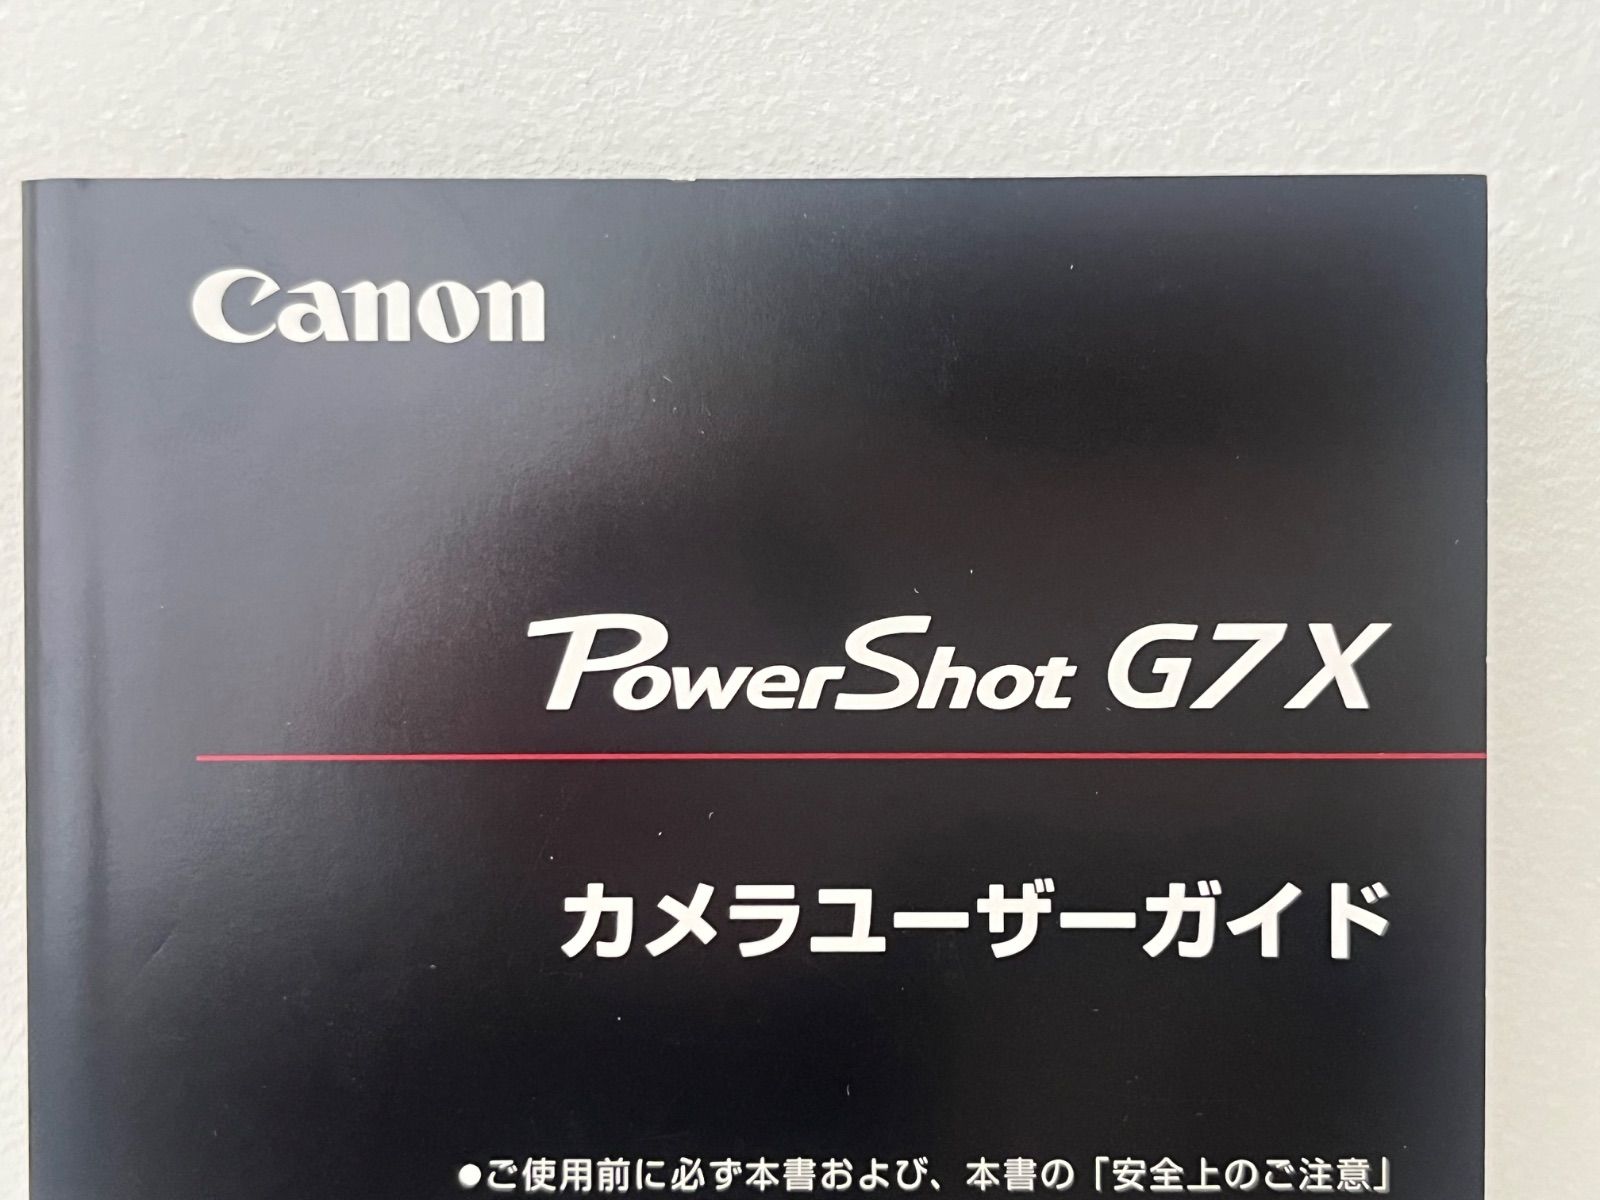 Canon
PowerShot G7 X
カメラユーザーガイド
●ご使用前に必ず本書および、本書の「安全上のご注意」